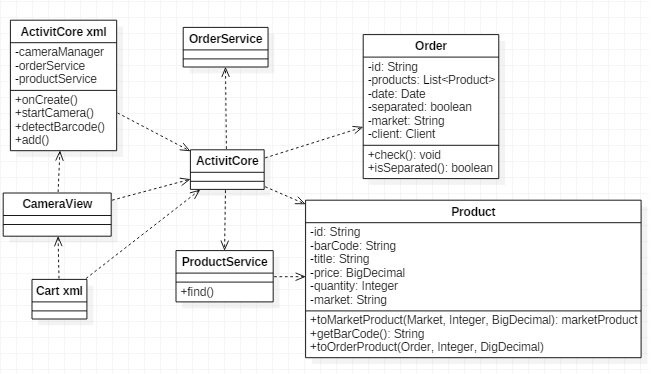 ActivitCore xml
-cameraManager
-orderService
-productService
+onCreate()
+startCamera()
+detectBarcode()
+add()
OrderService
Order
-id: String
-products: List<Product>
-date: Date
-separated: boolean
-market: String
-client: Client
+check(): void
+isSeparated(): boolean
ActivitCore
CameraView
Cart xml
ProductService
+find()
Product
-id: String
-barCode: String
-title: String
-price: BigDecimal
-quantity: Integer
-market: String
+toMarketProduct(Market, Integer, BigDecimal): marketProduct
+getBarCode(): String
+toOrderProduct(Order, Integer, DigDecimal)